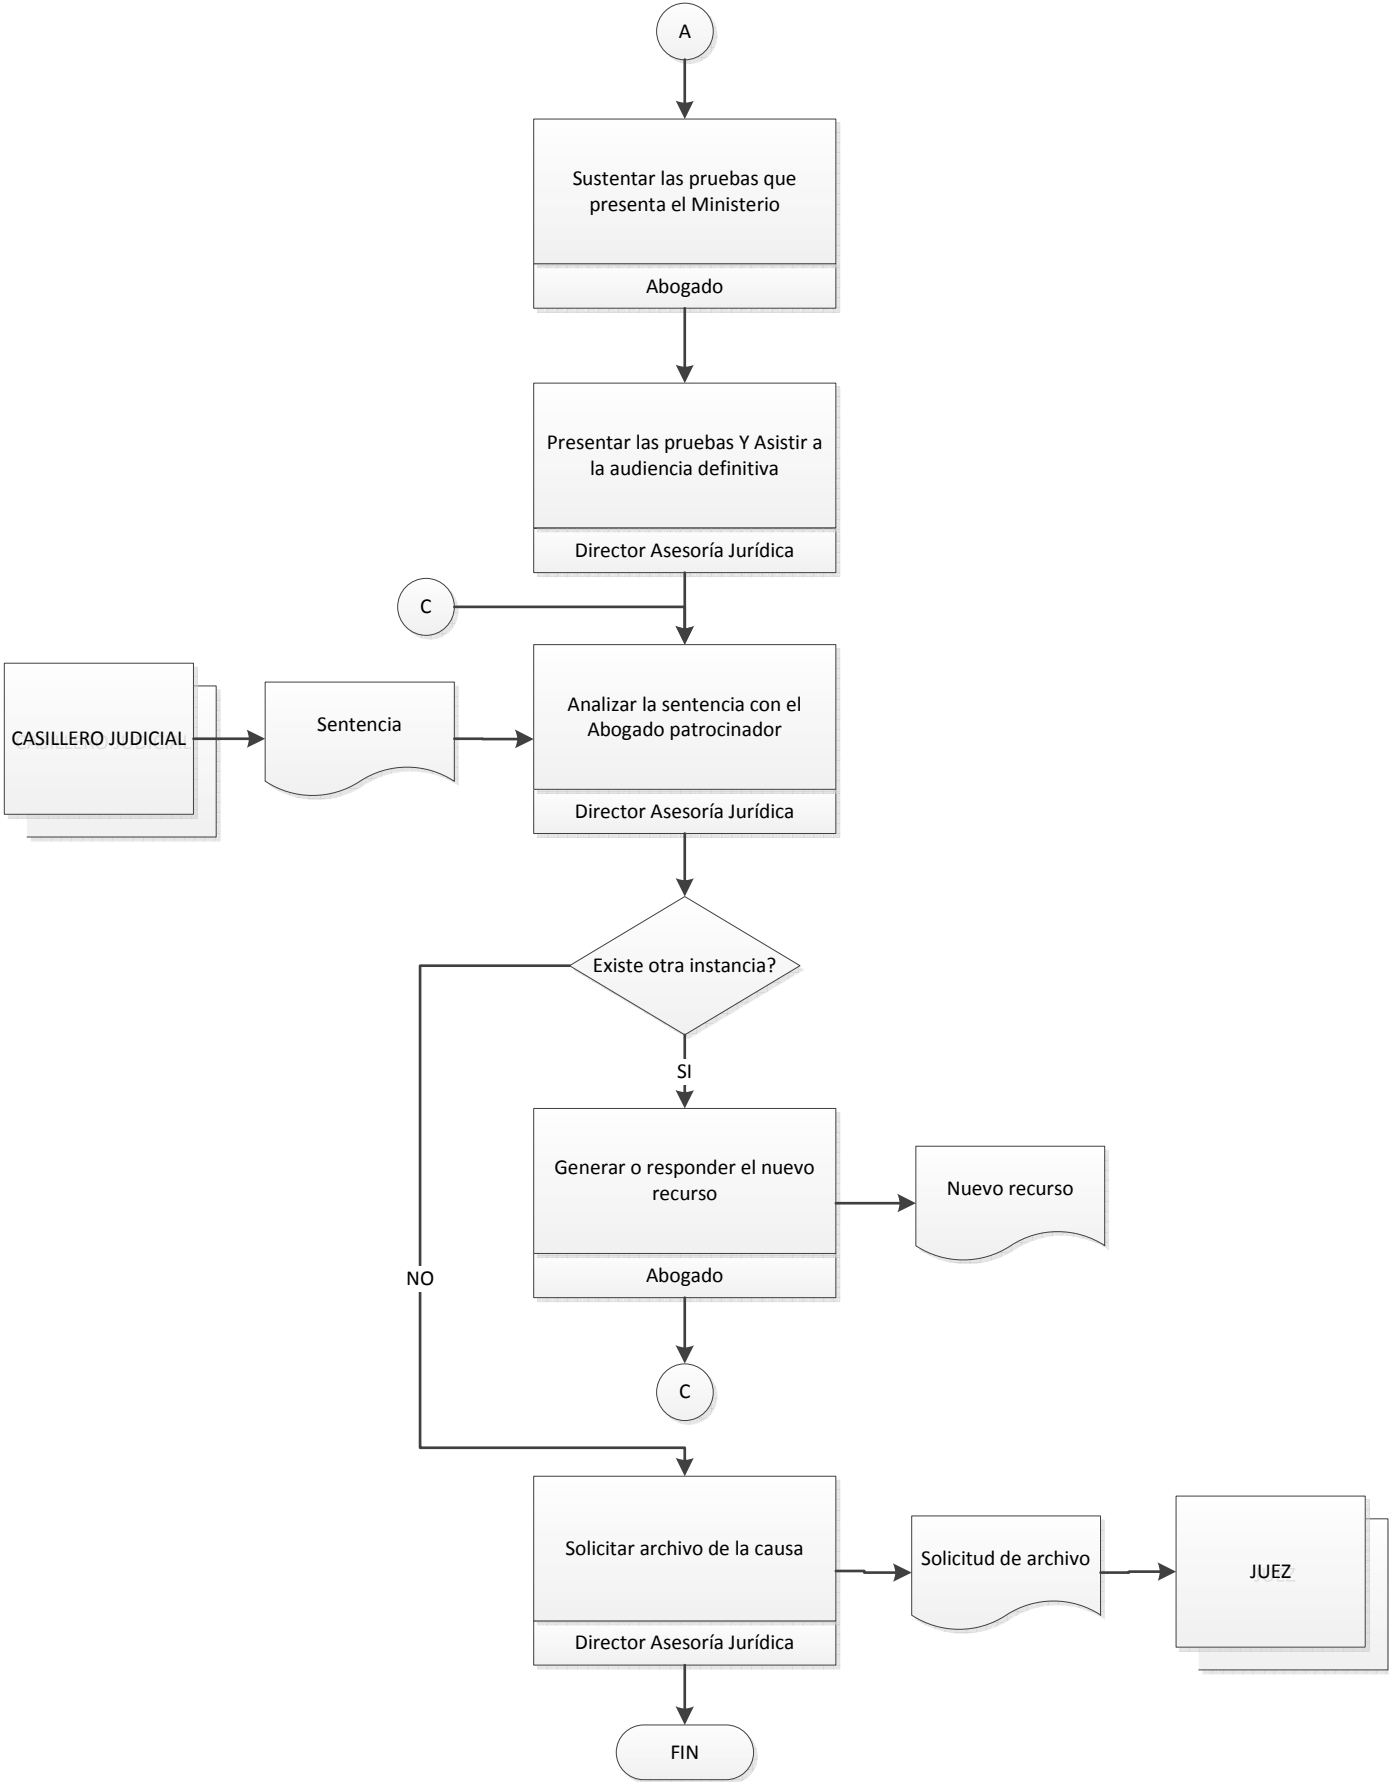 A
Sustentar las pruebas que
presenta el Ministerio
Abogado
Presentar las pruebas Y Asistir a
la audiencia definitiva
Director Asesoría Jurídica
C
CASILLERO JUDICIAL
Sentencia
Analizar la sentencia con el
Abogado patrocinador
Director Asesoría Jurídica
Existe otra instancia?
SI
Generar o responder el nuevo
recurso
Abogado
Nuevo recurso
NO
C
Solicitar archivo de la causa
Director Asesoría Jurídica
Solicitud de archivo
JUEZ
FIN